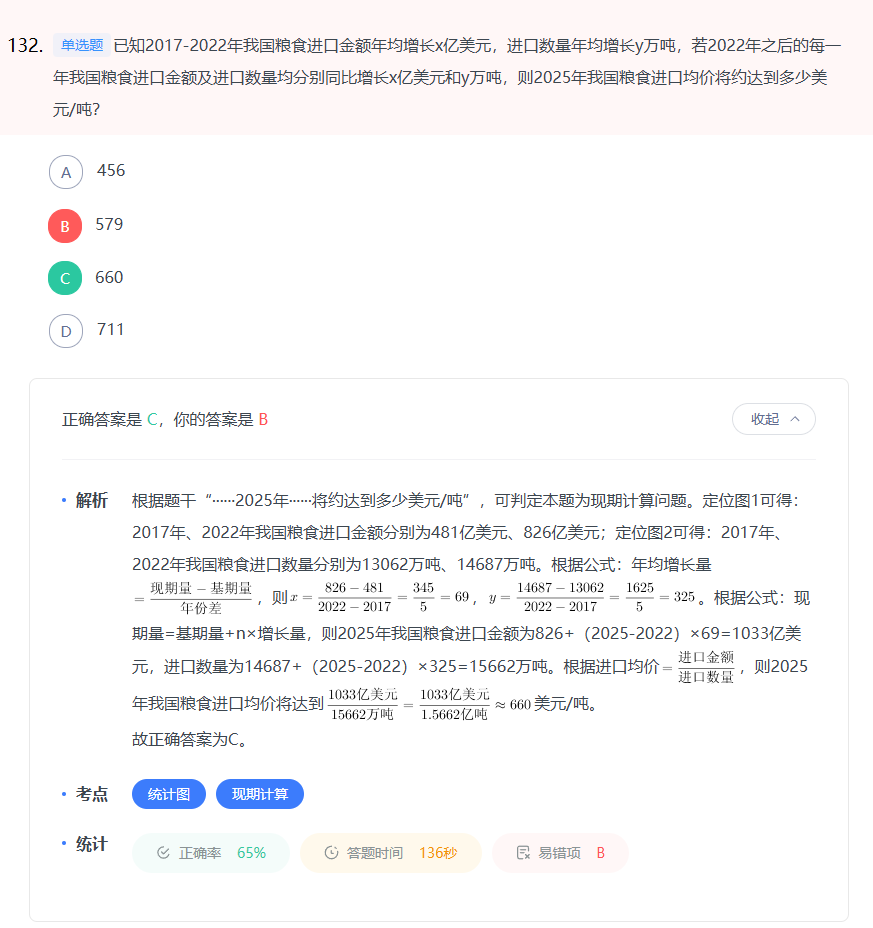 132. 单选题 已知2017-2022年我国粮食进口金额年均增长x亿美元，进口数量年均增长y万吨，若2022年之后的每一
年我国粮食进口金额及进口数量均分别同比增长x亿美元和y万吨，则2025年我国粮食进口均价将约达到多少美
元/吨？
A 456
B 579
C 660
D 711
正确答案是 C，你的答案是 B 收起
解析 根据题干“······2025年······将约达到多少美元/吨”，可判定本题为现期计算问题。定位图1可得：
2017年、2022年我国粮食进口金额分别为481亿美元、826亿美元；定位图2可得：2017年、
2022年我国粮食进口数量分别为13062万吨、14687万吨。根据公式：年均增长量
=现期量－基期量/年份差，则x = 826 − 481/2022 − 2017 = 345/5 = 69，y = 14687 − 13062/2022 − 2017 = 1625/5 = 325。根据公式：现
期量=基期量+n×增长量，则2025年我国粮食进口金额为826+（2025-2022）×69=1033亿美
元，进口数量为14687+（2025-2022）×325=15662万吨。根据进口均价=进口金额/进口数量，则2025
年我国粮食进口均价将达到1033亿美元/15662万吨 = 1033亿美元/1.5662亿吨 ≈ 660美元/吨。
故正确答案为C。
考点 统计图 现期计算
统计 正确率 65% 答题时间 136秒 易错项 B